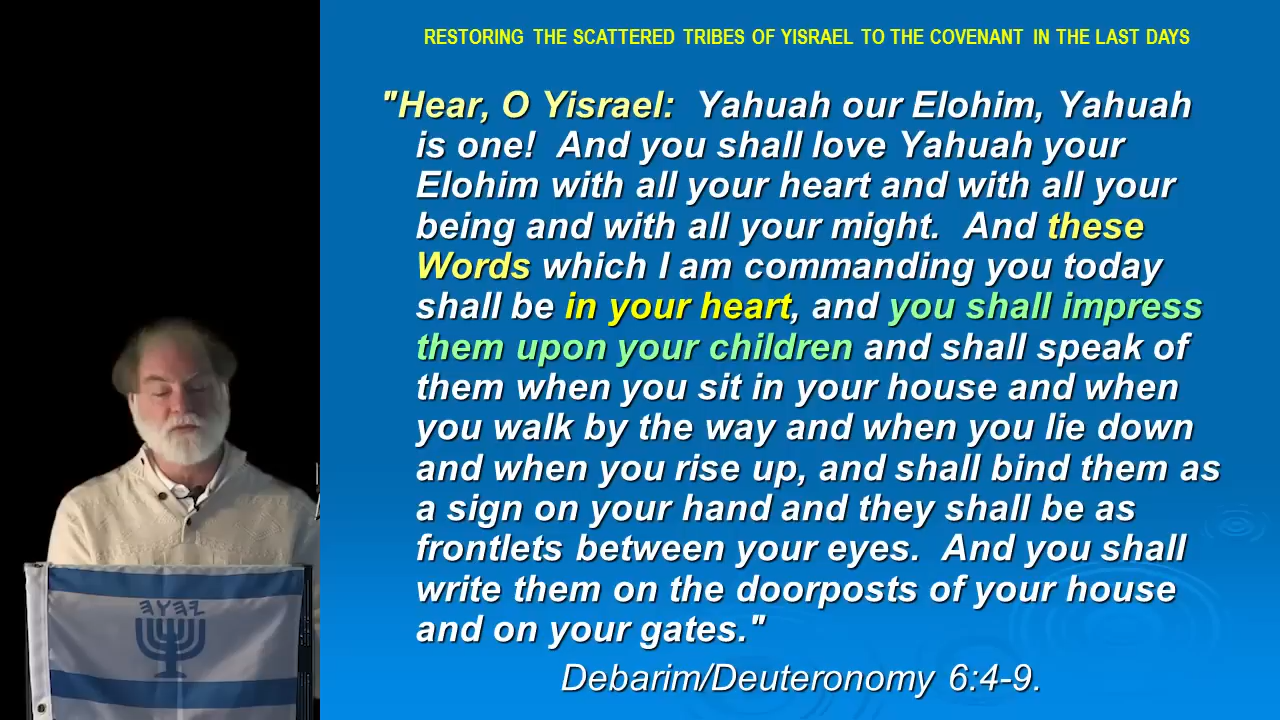 RESTORING THE SCATTERED TRIBES OF YISRAEL TO THE COVENANT IN THE LAST DAYS
"Hear, O Yisrael: Yahuah our Elohim, Yahuah
is one! And you shall love Yahuah your
Elohim with all your heart and with all your
being and with all your might. And these
Words which I am commanding you today
shall be in your heart, and you shall impress
them upon your children and shall speak of
them when you sit in your house and when
you walk by the way and when you lie down
and when you rise up, and shall bind them as
a sign on your hand and they shall be as
frontlets between your eyes. And you shall
write them on the doorposts of your house
and on your gates."
Debarim/Deuteronomy 6:4-9.
𐤉𐤄𐤅𐤄